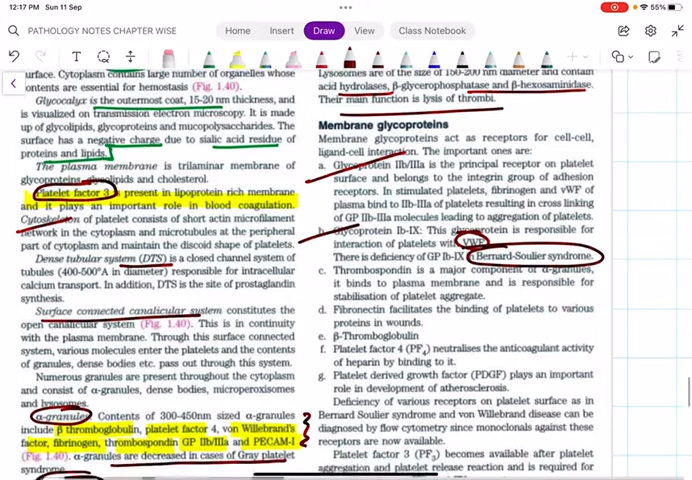 12:17 PM Sun 11 Sep
55%
PATHOLOGY NOTES CHAPTER WISE
Home Insert Draw View Class Notebook
surface. Cytoplasm contains large number of organelles whose
contents are essential for hemostasis (Fig. 1.40).
Glycocalyx is the outermost coat, 15-20 nm thickness, and
is visualized on transmission electron microscopy. It is made
up of glycolipids, glycoproteins and mucopolysaccharides. The
surface has a negative charge due to sialic acid residue of
proteins and lipids.
The plasma membrane is trilaminar membrane of
glycoproteins, glycolipids and cholesterol.
Platelet factor 3 is present in lipoprotein rich membrane
and it plays an important role in blood coagulation.
Cytoskeleton of platelet consists of short actin microfilament
network in the cytoplasm and microtubules at the peripheral
part of cytoplasm and maintain the discoid shape of platelets.
Dense tubular system (DTS) is a closed channel system of
tubules (400-500°A in diameter) responsible for intracellular
calcium transport. In addition, DTS is the site of prostaglandin
synthesis.
Surface connected canalicular system constitutes the
open canalicular system (Fig. 1.40). This is in continuity
with the plasma membrane. Through this surface connected
system, various molecules enter the platelets and the contents
of granules, dense bodies etc. pass out through this system.
Numerous granules are present throughout the cytoplasm
and consist of α-granules, dense bodies, microperoxisomes
and lysosomes.
α-granules: Contents of 300-450nm sized α-granules
include β thromboglobulin, platelet factor 4, von Willebrand's
factor, fibrinogen, thrombospondin GP IIb/IIIa and PECAM-I
(Fig. 1.40). α-granules are decreased in cases of Gray platelet
syndrome.
Lysosomes are of the size of 150-200 nm diameter and contain
acid hydrolases, β-glycerophosphatase and β-hexosaminidase.
Their main function is lysis of thrombi.
Membrane glycoproteins
Membrane glycoproteins act as receptors for cell-cell,
ligand-cell interaction. The important ones are:
a. Glycoprotein IIb/IIIa is the principal receptor on platelet
surface and belongs to the integrin group of adhesion
receptors. In stimulated platelets, fibrinogen and vWF of
plasma bind to IIb-IIIa of platelets resulting in cross linking
of GP IIb-IIIa molecules leading to aggregation of platelets.
b. Glycoprotein Ib-IX: This glycoprotein is responsible for
interaction of platelets with VWF.
There is deficiency of GP Ib-IX in Bernard-Soulier syndrome.
c. Thrombospondin is a major component of α-granules,
it binds to plasma membrane and is responsible for
stabilisation of platelet aggregate.
d. Fibronectin facilitates the binding of platelets to various
proteins in wounds.
e. β-Thromboglobulin
f. Platelet factor 4 (PF4) neutralises the anticoagulant activity
of heparin by binding to it.
g. Platelet derived growth factor (PDGF) plays an important
role in development of atherosclerosis.
Deficiency of various receptors on platelet surface as in
Bernard Soulier syndrome and von Willebrand disease can be
diagnosed by flow cytometry since monoclonals against these
receptors are now available.
Platelet factor 3 (PF3) becomes available after platelet
aggregation and platelet release reaction and is required for